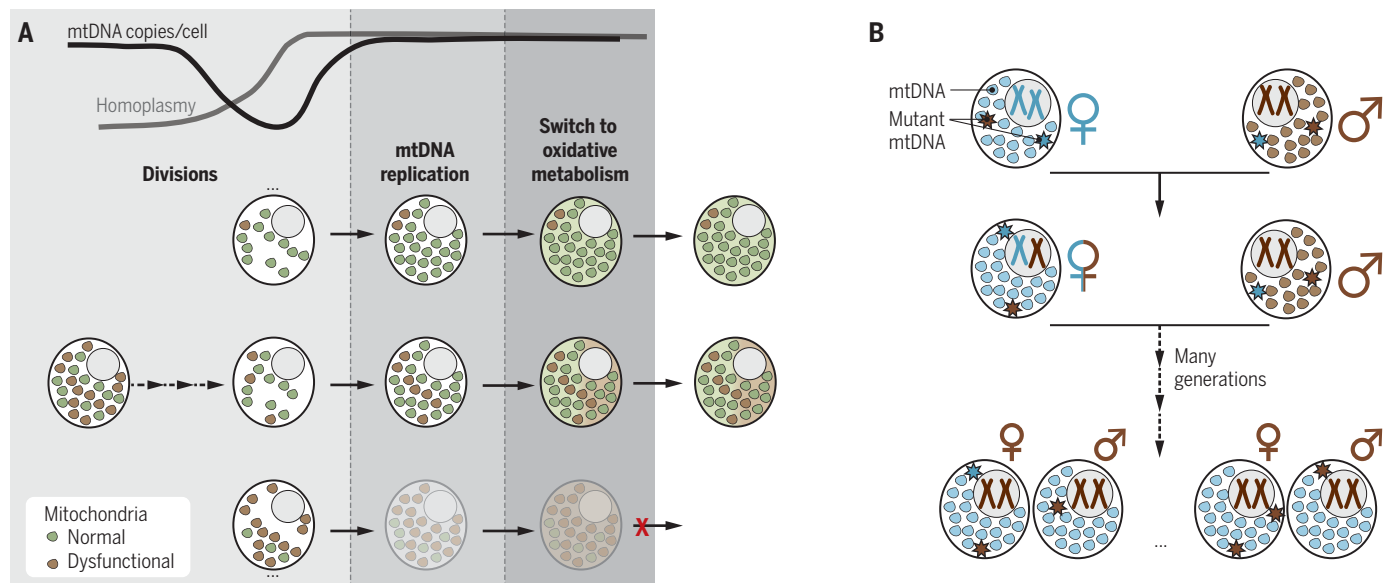 A
mtDNA copies/cell
Homoplasmy
Divisions
mtDNA
replication
Switch to
oxidative
metabolism
...
...
X
Mitochondria
Normal
Dysfunctional
B
mtDNA
Mutant
mtDNA
♀
♂
♀
♂
Many
generations
♀
♂
♀
♂
...